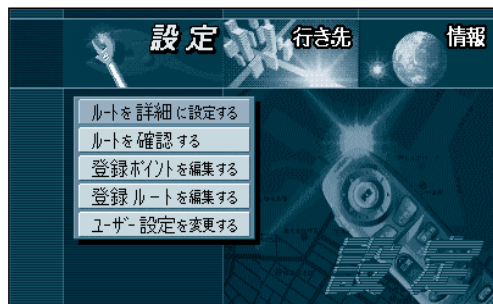 設定 行き先 情報
ルートを詳細に設定する
ルートを確認する
登録ポイントを編集する
登録ルートを編集する
ユーザー設定を変更する
設定